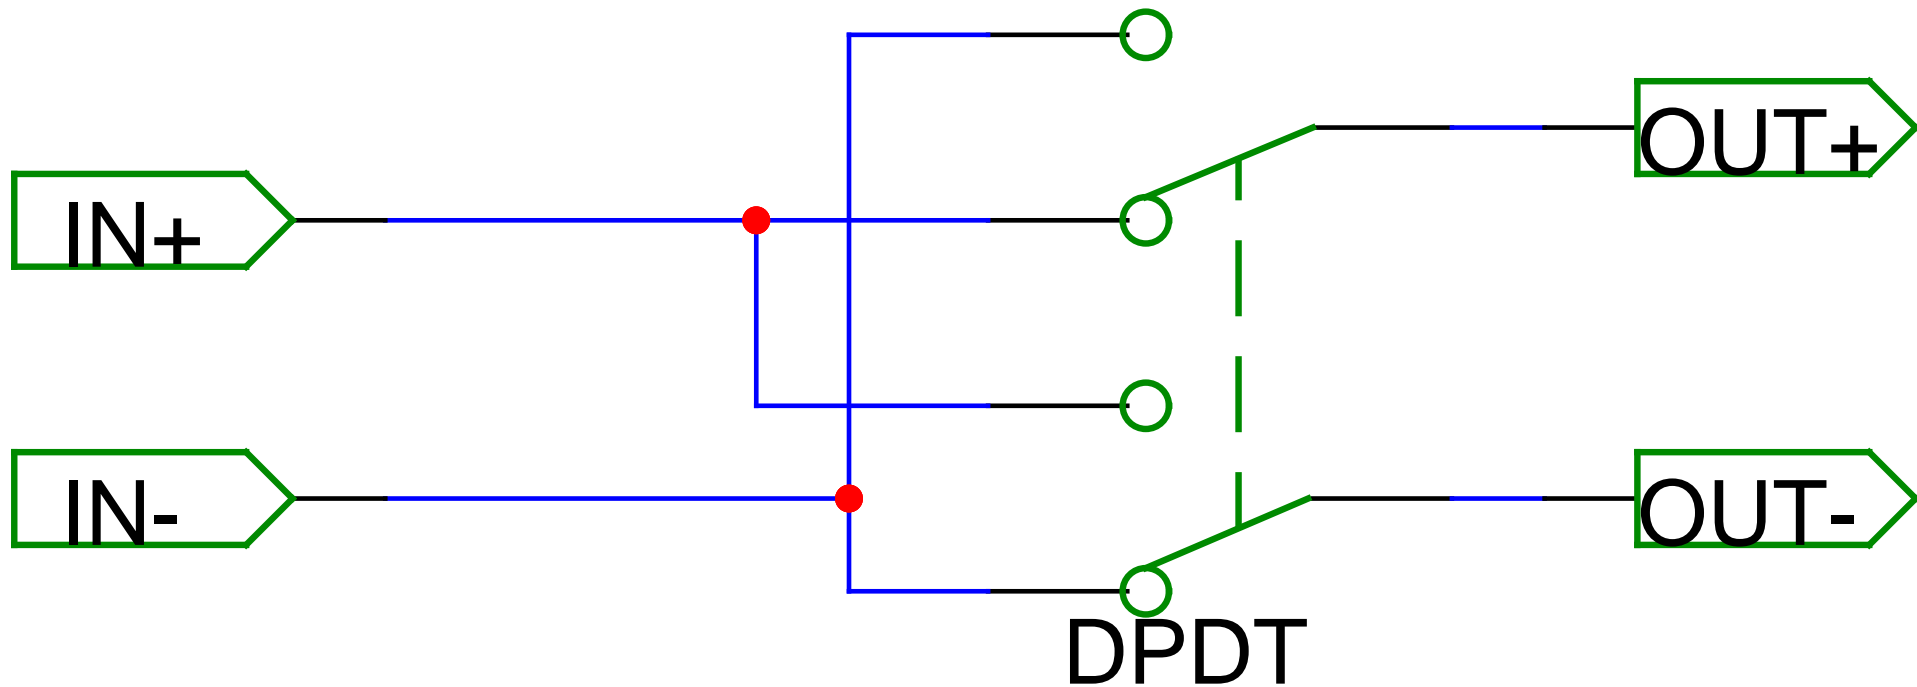 OUT+
IN+
IN-
OUT-
DPDT